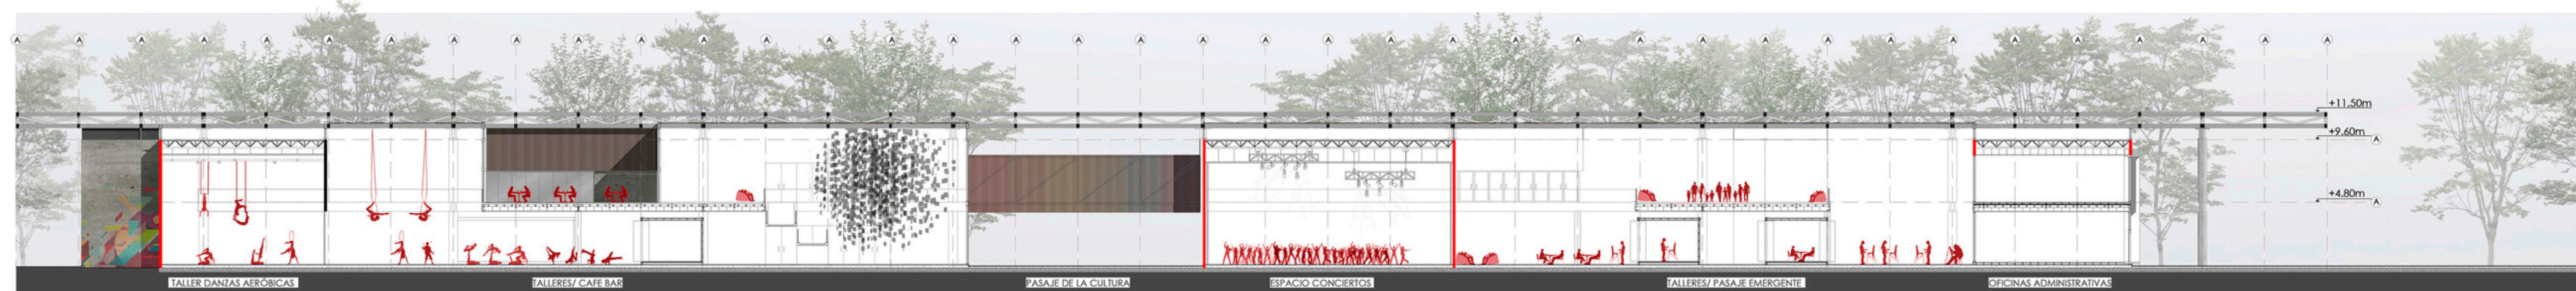 A A A A A A A A A A A A A A A A A A A A A A A A A A A A A A A A A A A A A A
+11.50m
+9.60m A
+4.80m A
TALLER DANZAS AERÓBICAS TALLERES/ CAFE BAR PASAJE DE LA CULTURA ESPACIO CONCIERTOS TALLERES/ PASAJE EMERGENTE OFICINAS ADMINISTRATIVAS